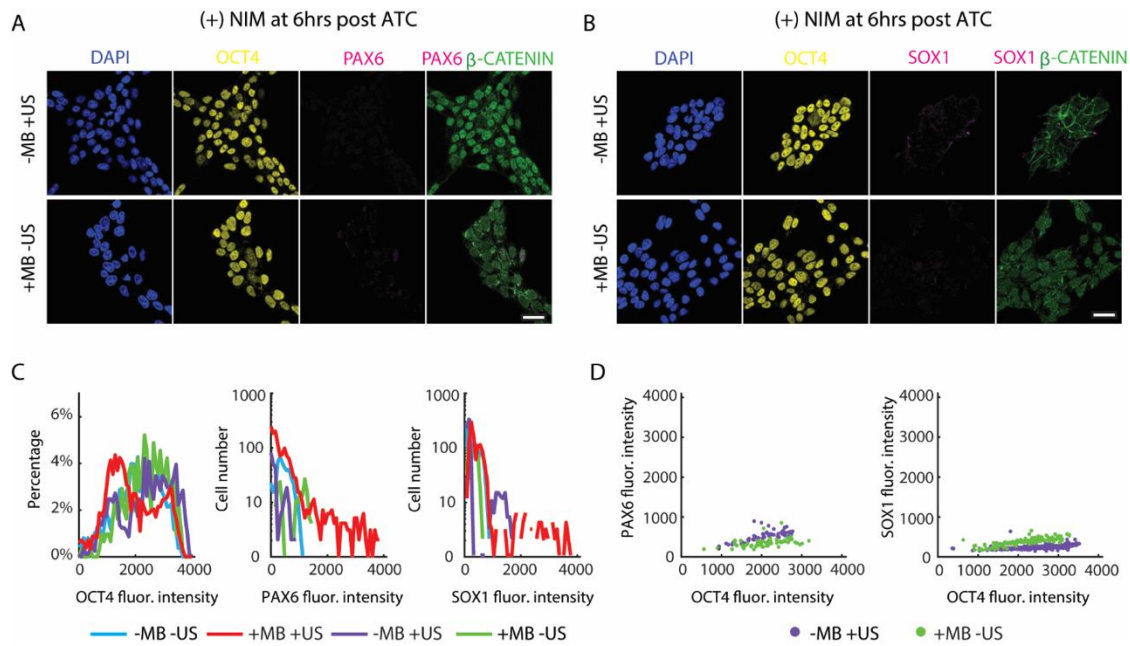 A
(+) NIM at 6hrs post ATC
DAPI OCT4 PAX6 PAX6 β-CATENIN
-MB +US
+MB -US
B
(+) NIM at 6hrs post ATC
DAPI OCT4 SOX1 SOX1 β-CATENIN
-MB +US
+MB -US
C
Percentage
6%
4%
2%
0%
0 2000 4000
OCT4 fluor. intensity
Cell number
1000
100
10
0
0 2000 4000
PAX6 fluor. intensity
Cell number
1000
100
10
0
0 2000 4000
SOX1 fluor. intensity
-MB -US +MB +US -MB +US +MB -US
D
PAX6 fluor. intensity
4000
3000
2000
1000
0
0 1000 2000 3000 4000
OCT4 fluor. intensity
SOX1 fluor. intensity
4000
3000
2000
1000
0
0 1000 2000 3000 4000
OCT4 fluor. intensity
-MB +US +MB -US